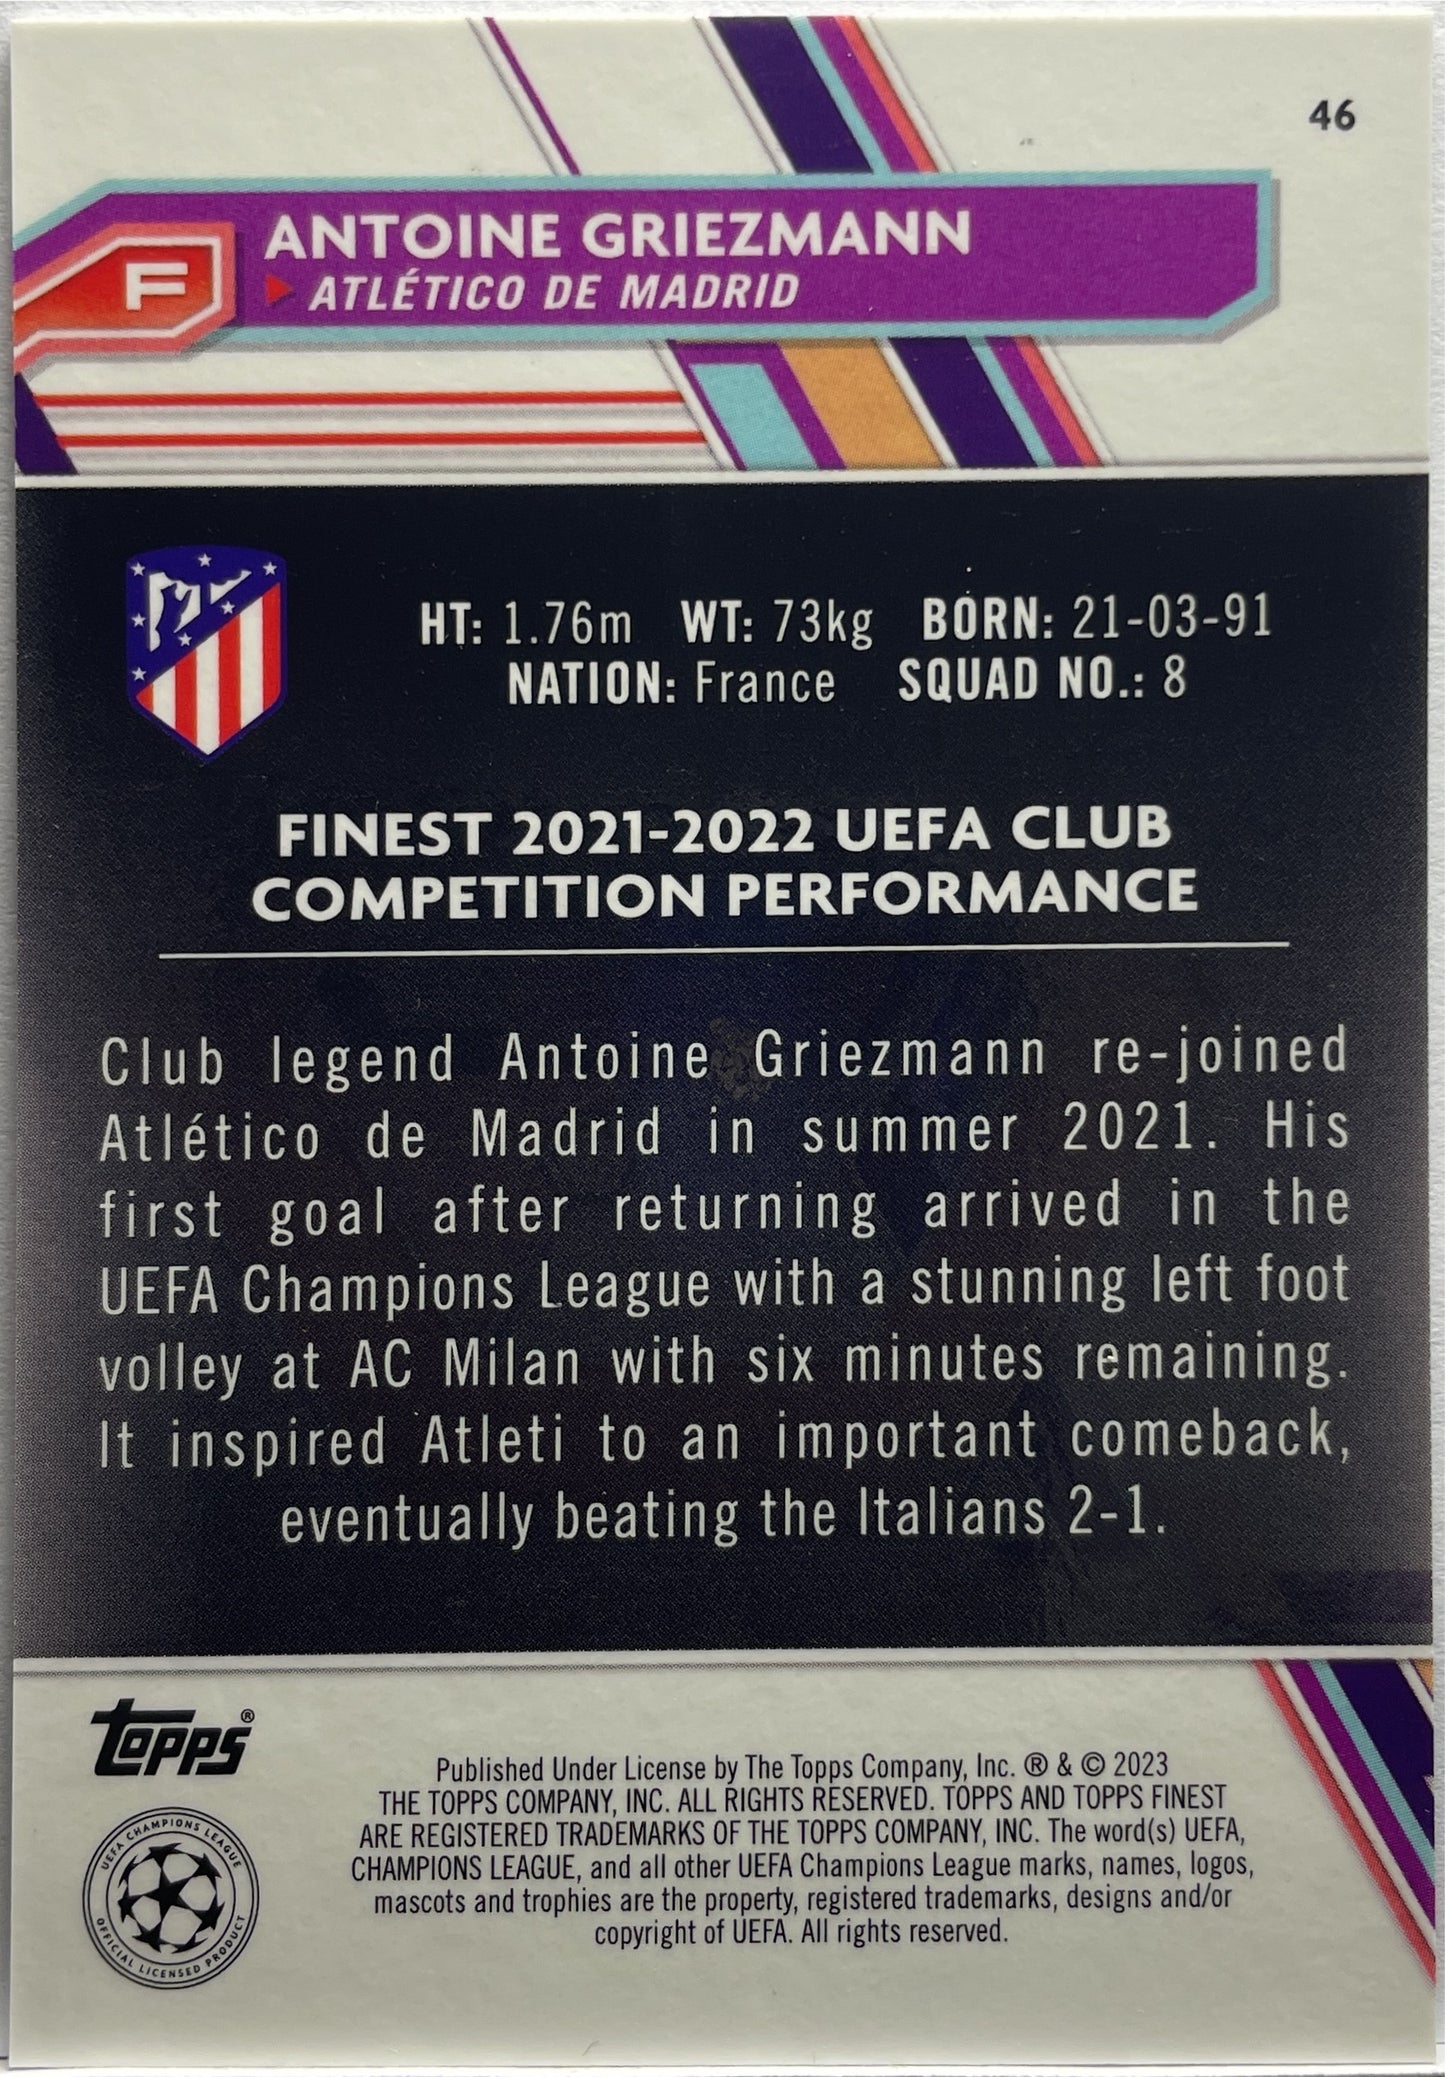 46
ANTOINE GRIEZMANN
F
ATLÉTICO DE MADRID
HT: 1.76m WT: 73kg BORN: 21-03-91
NATION: France SQUAD NO.: 8
FINEST 2021-2022 UEFA CLUB
COMPETITION PERFORMANCE
Club legend Antoine Griezmann re-joined
Atlético de Madrid in summer 2021. His
first goal after returning arrived in the
UEFA Champions League with a stunning left foot
volley at AC Milan with six minutes remaining.
It inspired Atleti to an important comeback,
eventually beating the Italians 2-1.
Topps®
Published Under License by The Topps Company, Inc. ® & © 2023
THE TOPPS COMPANY, INC. ALL RIGHTS RESERVED. TOPPS AND TOPPS FINEST
ARE REGISTERED TRADEMARKS OF THE TOPPS COMPANY, INC. The word(s) UEFA,
CHAMPIONS LEAGUE, and all other UEFA Champions League marks, names, logos,
mascots and trophies are the property, registered trademarks, designs and/or
copyright of UEFA. All rights reserved.
UEFA CHAMPIONS LEAGUE
OFFICIAL LICENSED PRODUCT